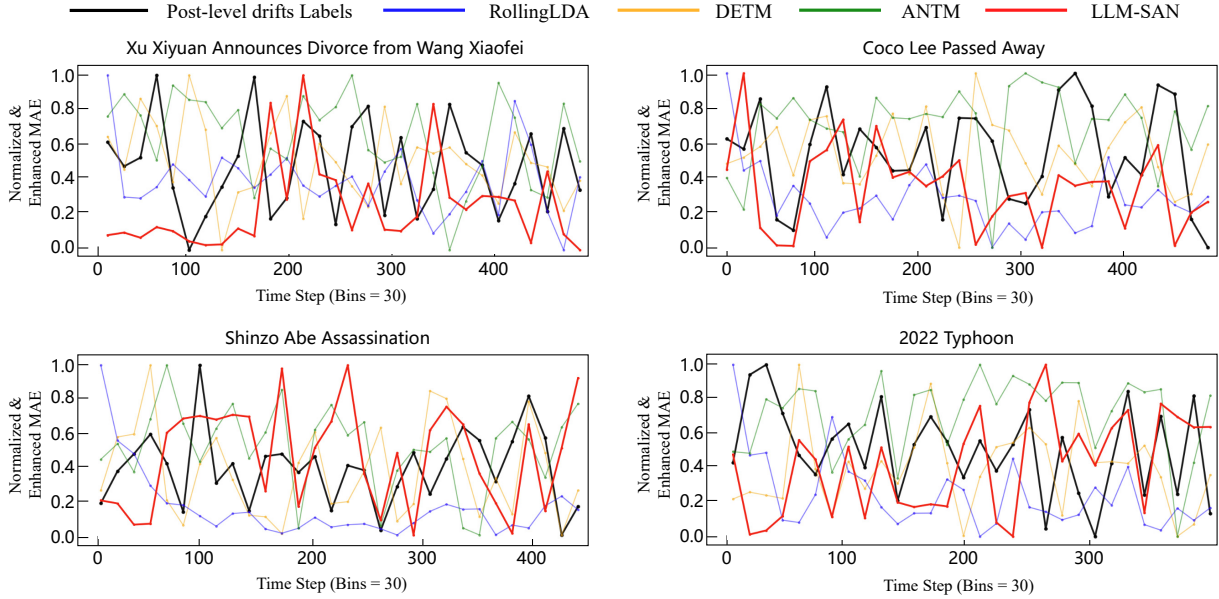 Post-level drifts Labels RollingLDA DETM ANTM LLM-SAN
Xu Xiyuan Announces Divorce from Wang Xiaofei
Normalized &
Enhanced MAE
1.0
0.8
0.6
0.4
0.2
0.0
0 100 200 300 400
Time Step (Bins = 30)
Coco Lee Passed Away
Normalized &
Enhanced MAE
1.0
0.8
0.6
0.4
0.2
0.0
0 100 200 300 400
Time Step (Bins = 30)
Shinzo Abe Assassination
Normalized &
Enhanced MAE
1.0
0.8
0.6
0.4
0.2
0.0
0 100 200 300 400
Time Step (Bins = 30)
2022 Typhoon
Normalized &
Enhanced MAE
1.0
0.8
0.6
0.4
0.2
0.0
0 100 200 300
Time Step (Bins = 30)